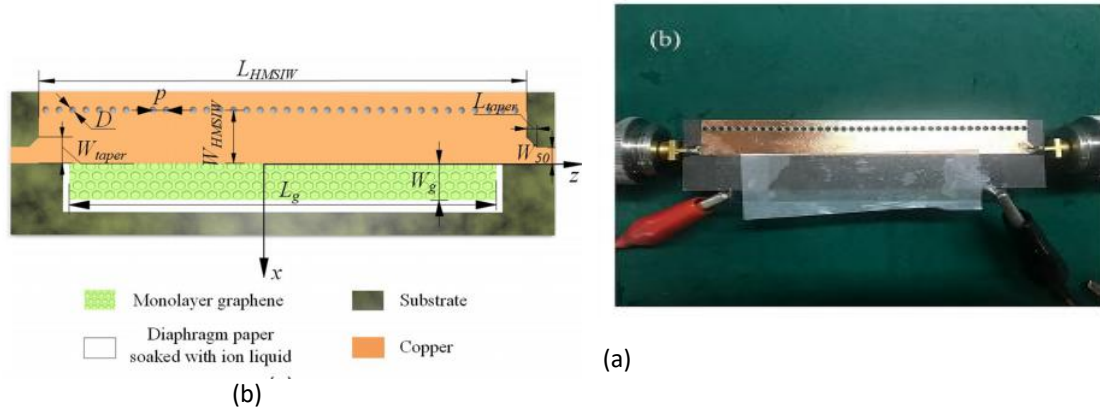 L_HMSIW
p
L_taper
D
W_HMSIW
W_taper
W_50
z
W_g
L_g
x
Monolayer graphene
Substrate
Diaphragm paper
soaked with ion liquid
Copper
(b)
(b)
(a)